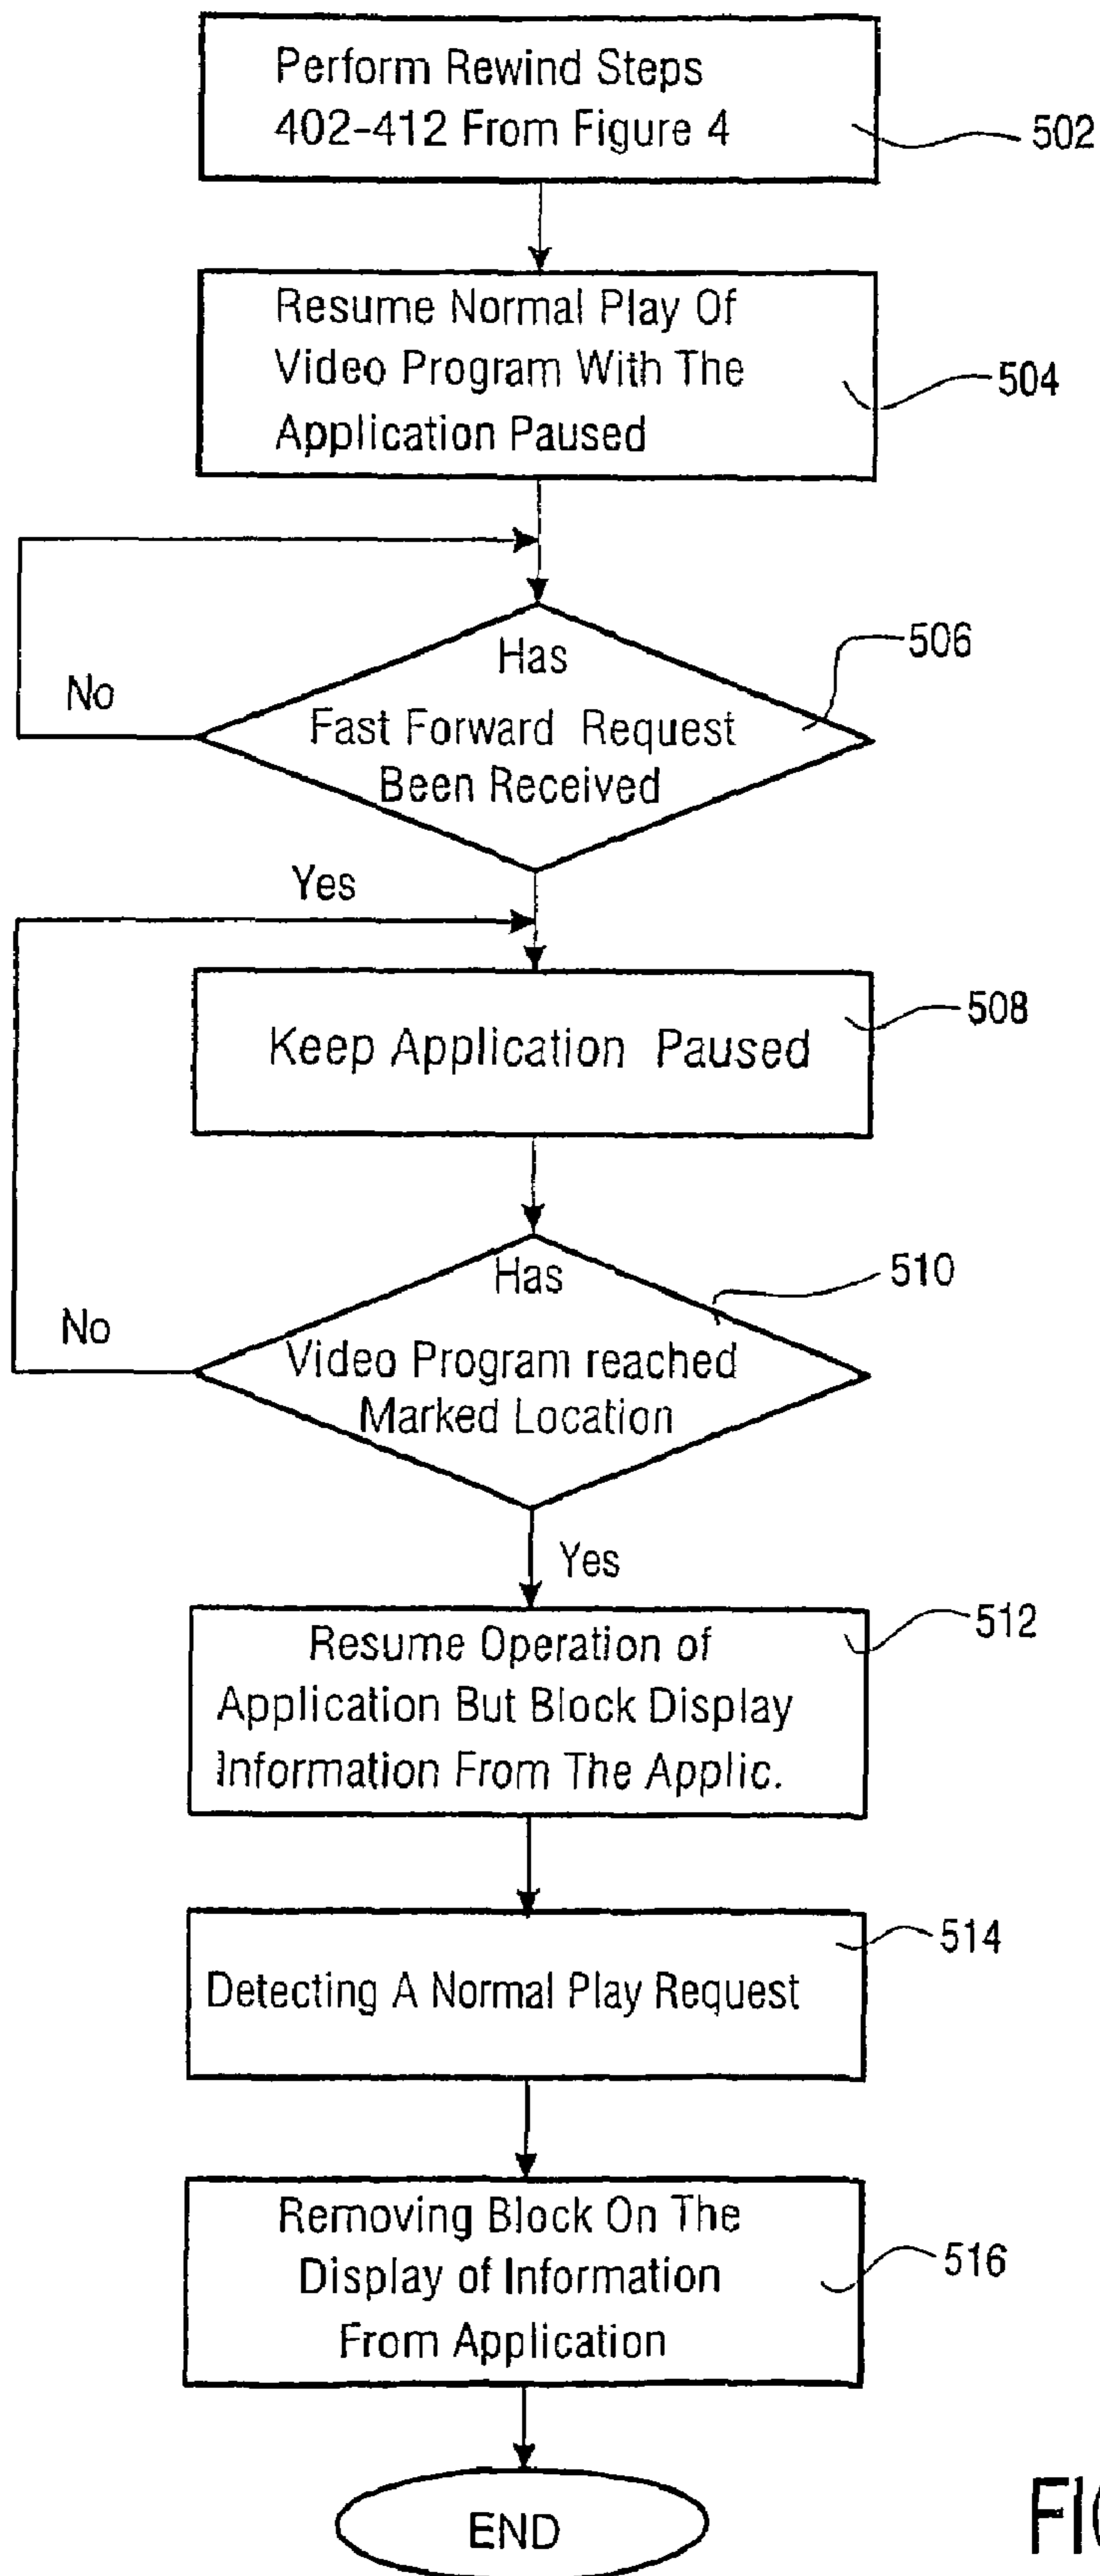 Perform Rewind Steps
402-412 From Figure 4
502
Resume Normal Play Of
Video Program With The
Application Paused
504
Has
Fast Forward Request
Been Received
506
No
Yes
Keep Application Paused
508
Has
Video Program reached
Marked Location
510
No
Yes
Resume Operation of
Application But Block Display
Information From The Applic.
512
Detecting A Normal Play Request
514
Removing Block On The
Display of Information
From Application
516
END